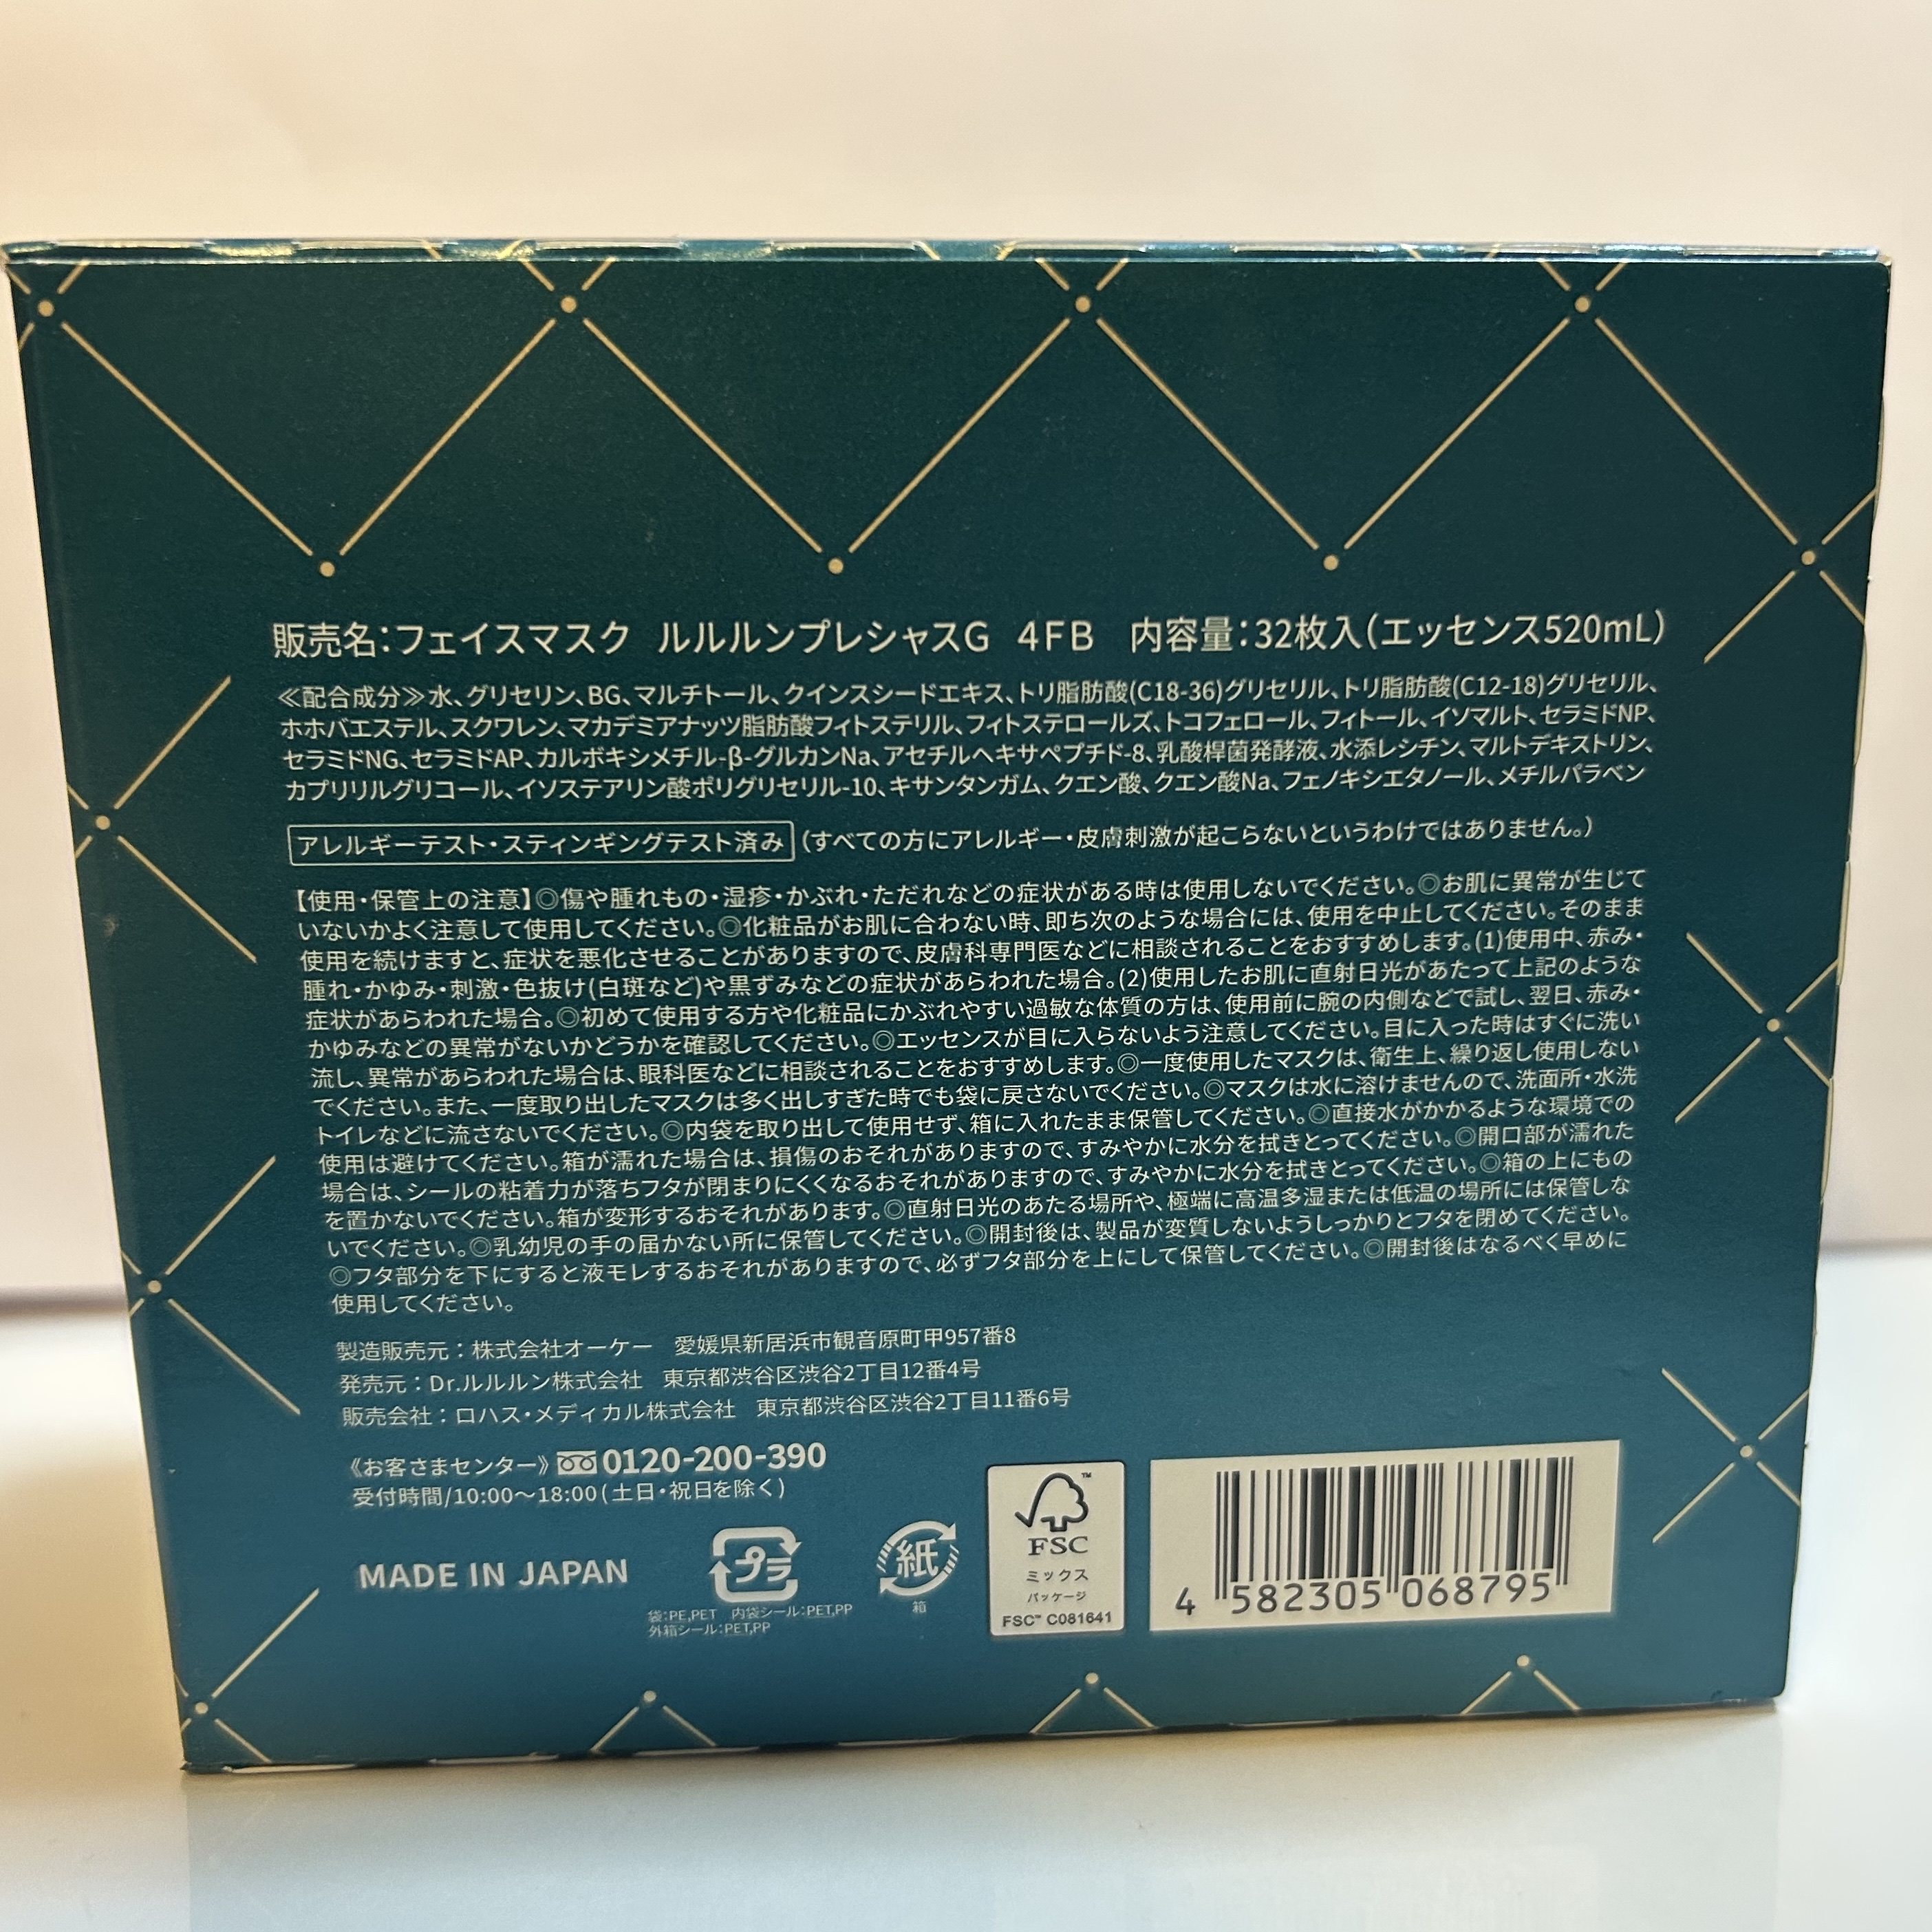 販売名:フェイスマスク ルルルンプレシャスG 4FB 内容量:32枚入(エッセンス520mL)
≪配合成分≫水、グリセリン、BG、マルチトール、クインスシードエキス、トリ脂肪酸(C18-36)グリセリル、トリ脂肪酸(C12-18)グリセリル、
ホホバエステル、スクワレン、マカデミアナッツ脂肪酸フィトステリル、フィトステロールズ、トコフェロール、フィトール、イソマルト、セラミドNP、
セラミドNG、セラミドAP、カルボキシメチル-β-グルカンNa、アセチルヘキサペプチド-8、乳酸桿菌発酵液、水添レシチン、マルトデキストリン、
カプリリルグリコール、イソステアリン酸ポリグリセリル-10、キサンタンガム、クエン酸、クエン酸Na、フェノキシエタノール、メチルパラベン
アレルギーテスト・スティンギングテスト済み (すべての方にアレルギー・皮膚刺激が起こらないというわけではありません。)
【使用・保管上の注意】◎傷や腫れもの・湿疹・かぶれ・ただれなどの症状がある時は使用しないでください。◎お肌に異常が生じて
いないかよく注意して使用してください。◎化粧品がお肌に合わない時、即ち次のような場合には、使用を中止してください。そのまま
使用を続けますと、症状を悪化させることがありますので、皮膚科専門医などに相談されることをおすすめします。(1)使用中、赤み・
腫れ・かゆみ・刺激・色抜け(白斑など)や黒ずみなどの症状があらわれた場合。(2)使用したお肌に直射日光があたって上記のような
症状があらわれた場合。◎初めて使用する方や化粧品にかぶれやすい過敏な体質の方は、使用前に腕の内側などで試し、翌日、赤み・
かゆみなどの異常がないかどうかを確認してください。◎エッセンスが目に入らないよう注意してください。目に入った時はすぐに洗い
流し、異常があらわれた場合は、眼科医などに相談されることをおすすめします。◎一度使用したマスクは、衛生上、繰り返し使用しない
でください。また、一度取り出したマスクは多く出しすぎた時でも袋に戻さないでください。◎マスクは水に溶けませんので、洗面所・水洗
トイレなどに流さないでください。◎内袋を取り出して使用せず、箱に入れたまま保管してください。◎直接水がかかるような環境での
使用は避けてください。箱が濡れた場合は、損傷のおそれがありますので、すみやかに水分を拭きとってください。◎開口部が濡れた
場合は、シールの粘着力が落ちフタが閉まりにくくなるおそれがありますので、すみやかに水分を拭きとってください。◎箱の上にもの
を置かないでください。箱が変形するおそれがあります。◎直射日光のあたる場所や、極端に高温多湿または低温の場所には保管しな
いでください。◎乳幼児の手の届かない所に保管してください。◎開封後は、製品が変質しないようしっかりとフタを閉めてください。
◎フタ部分を下にすると液モレするおそれがありますので、必ずフタ部分を上にして保管してください。◎開封後はなるべく早めに
使用してください。
製造販売元:株式会社オーケー 愛媛県新居浜市観音原町甲957番8
発売元:Dr.ルルルン株式会社 東京都渋谷区渋谷2丁目12番4号
販売会社:ロハス・メディカル株式会社 東京都渋谷区渋谷2丁目11番6号
《お客さまセンター》0120-200-390
受付時間/10:00〜18:00(土日・祝日を除く)
MADE IN JAPAN
プラ
袋:PE,PET 内袋シール:PET,PP
外箱シール:PET,PP
紙
箱
FSC™
ミックス
パッケージ
FSC™ C081641
4 582305 068795